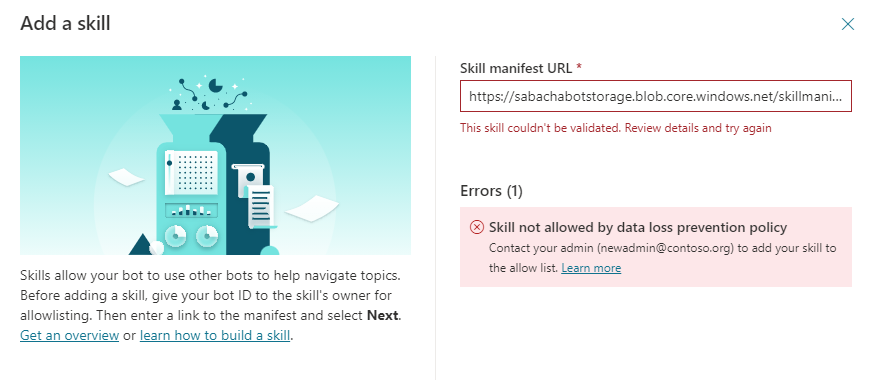 Add a skill
Skills allow your bot to use other bots to help navigate topics.
Before adding a skill, give your bot ID to the skill's owner for
allowlisting. Then enter a link to the manifest and select Next.
Get an overview or learn how to build a skill.
Skill manifest URL *
https://sabachabotstorage.blob.core.windows.net/skillmani...
This skill couldn't be validated. Review details and try again
Errors (1)
Skill not allowed by data loss prevention policy
Contact your admin (newadmin@contoso.org) to add your skill to
the allow list. Learn more